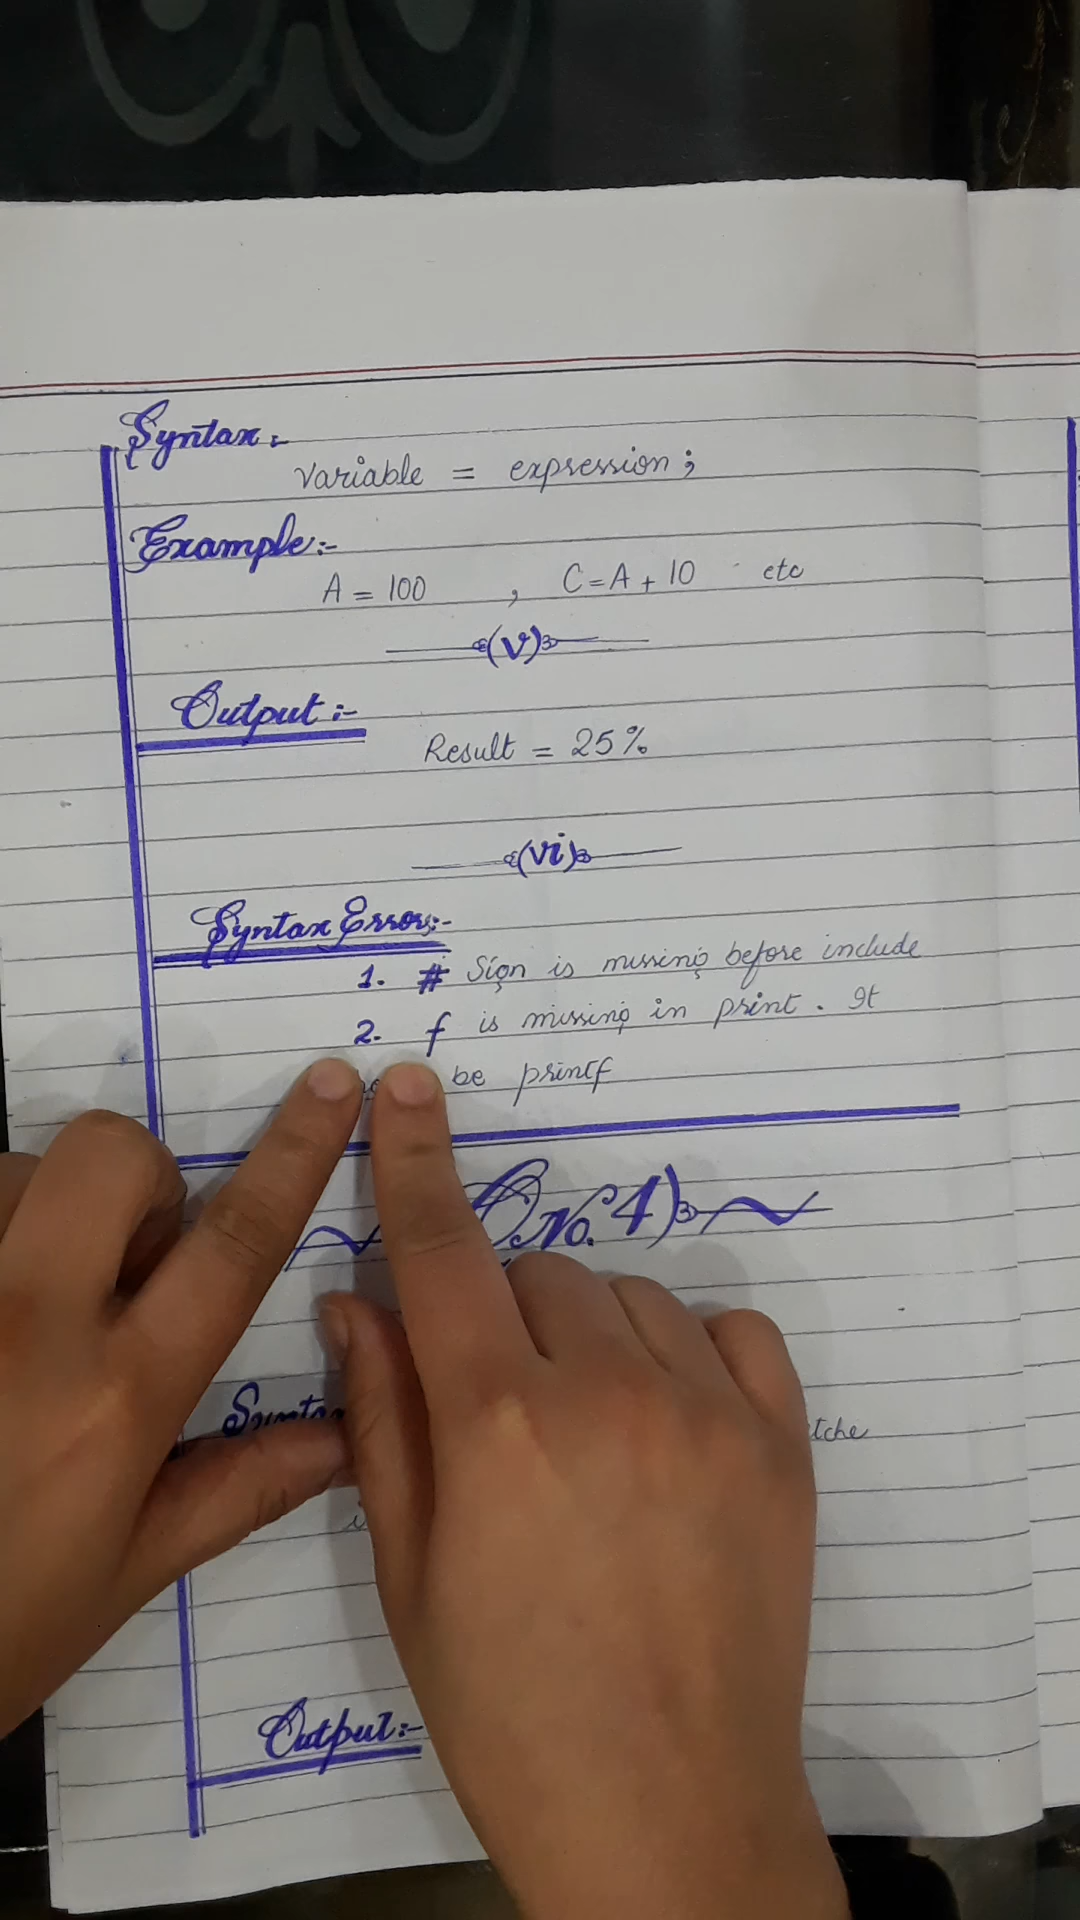 Syntax:-
variable = expression;
Example:-
A = 100 , C = A + 10 etc
(v)
Output:-
Result = 25%
(vi)
Syntax Errors:-
1. # Sign is missing before include
2. f is missing in print. It
be printf
Q No. 4)
Output:-